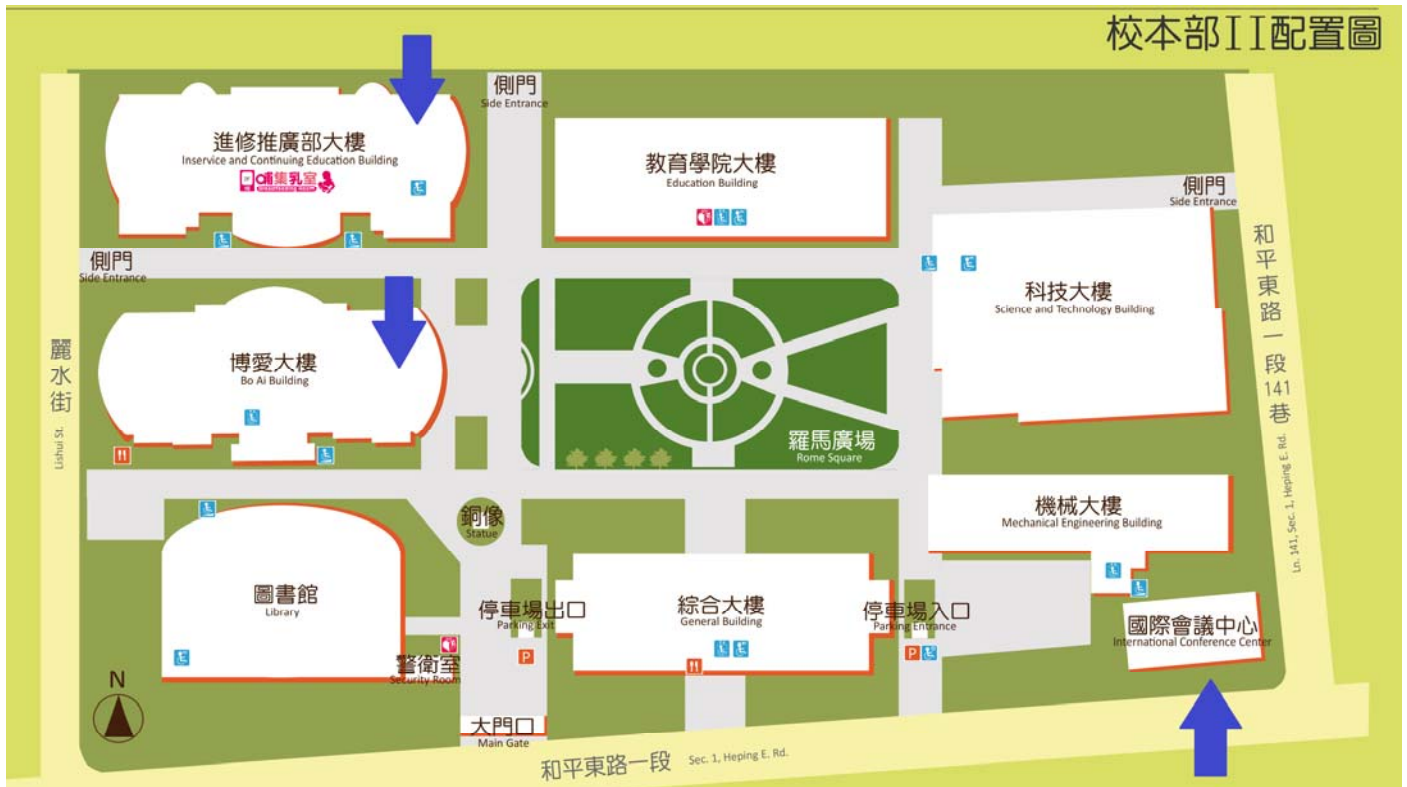 校本部II配置圖
側門
Side Entrance
進修推廣部大樓
Inservice and Continuing Education Building
哺集乳室
教育學院大樓
Education Building
側門
Side Entrance
側門
Side Entrance
和平東路一段141巷
Ln. 141, Sec. 1, Heping E. Rd.
科技大樓
Science and Technology Building
麗水街
Lishui St.
博愛大樓
Bo Ai Building
羅馬廣場
Rome Square
機械大樓
Mechanical Engineering Building
銅像
Statue
圖書館
Library
停車場出口
Parking Exit
P
綜合大樓
General Building
停車場入口
Parking Entrance
P
國際會議中心
International Conference Center
警衛室
Security Room
N
大門口
Main Gate
和平東路一段
Sec. 1, Heping E. Rd.